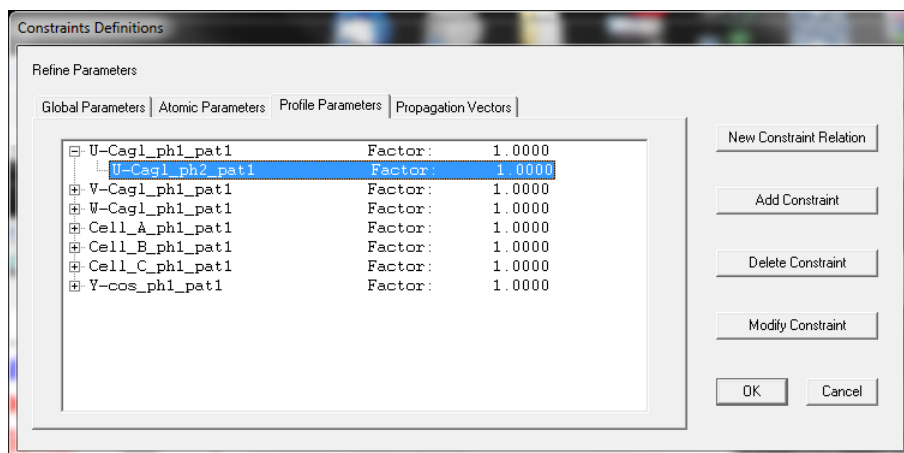 Constraints Definitions
Refine Parameters
Global Parameters Atomic Parameters Profile Parameters Propagation Vectors
U-Cagl_ph1_pat1 Factor: 1.0000
U-Cagl_ph2_pat1 Factor: 1.0000
V-Cagl_ph1_pat1 Factor: 1.0000
W-Cagl_ph1_pat1 Factor: 1.0000
Cell_A_ph1_pat1 Factor: 1.0000
Cell_B_ph1_pat1 Factor: 1.0000
Cell_C_ph1_pat1 Factor: 1.0000
Y-cos_ph1_pat1 Factor: 1.0000
New Constraint Relation
Add Constraint
Delete Constraint
Modify Constraint
OK Cancel